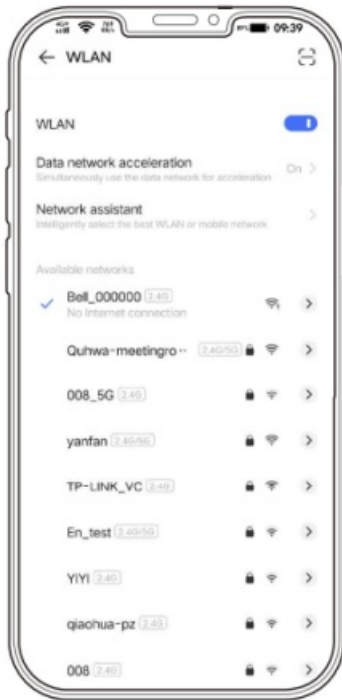 09:39
WLAN
WLAN
Data network acceleration
Simultaneously use the data network for acceleration
On
Network assistant
Intelligently select the best WLAN or mobile network
Available networks
Bell_000000 2.4G
No Internet connection
Quhwa-meetingro·· 2.4G/5G
008_5G 2.4G
yanfan 2.4G/5G
TP-LINK_VC 2.4G
En_test 2.4G/5G
YIYI 2.4G
qiaohua-pz 2.4G
008 2.4G